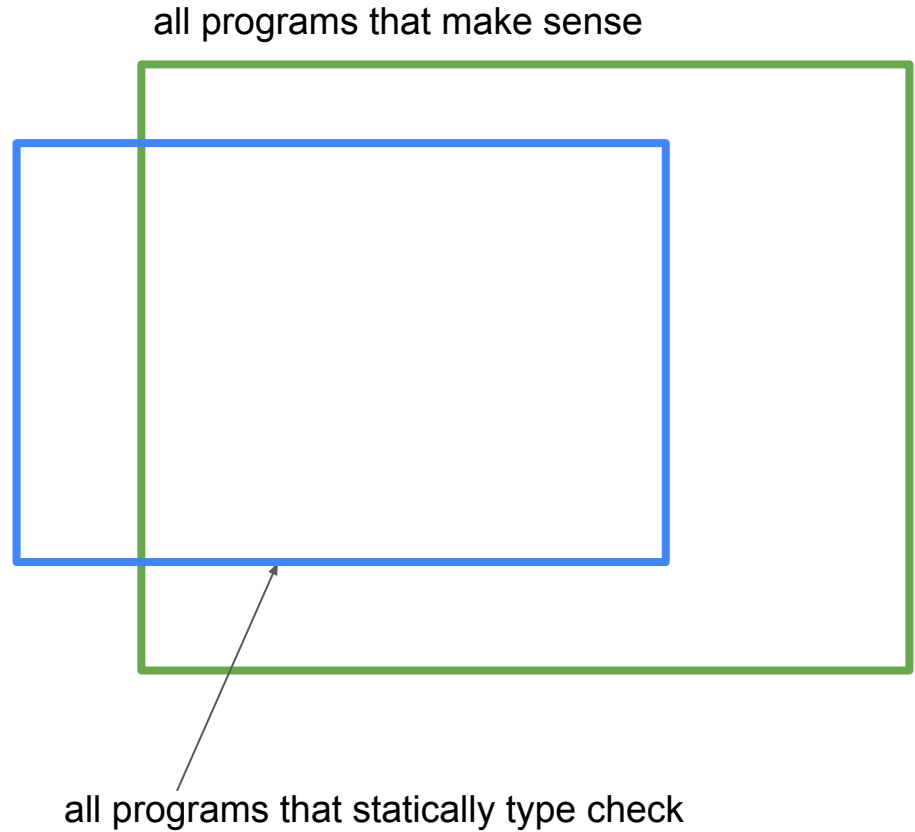 all programs that make sense
all programs that statically type check